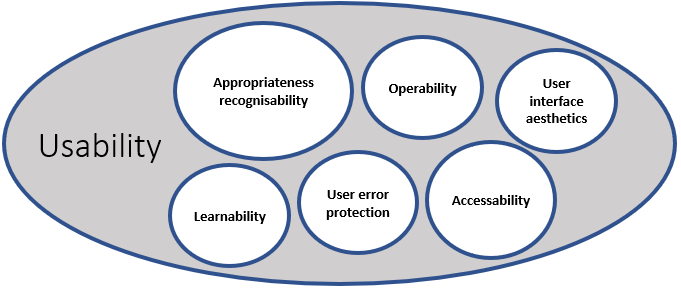 Usability
Appropriateness
recognisability
Operability
User
interface
aesthetics
Learnability
User error
protection
Accessability